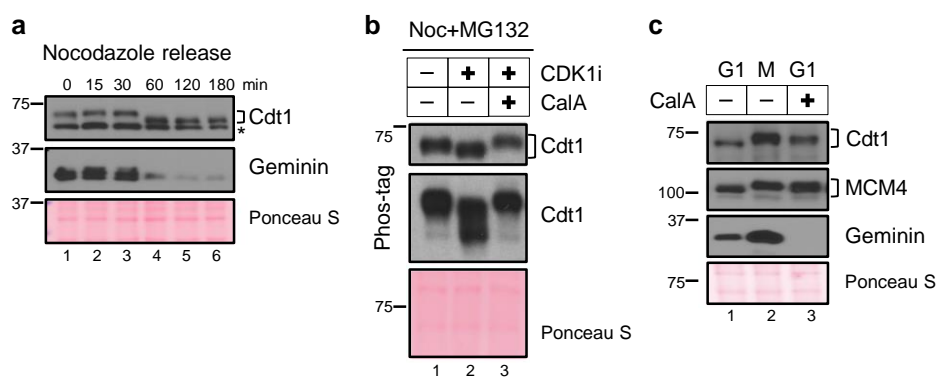 a
Nocodazole release
0 15 30 60 120 180 min
75
Cdt1
*
37
Geminin
37
Ponceau S
1 2 3 4 5 6
b
Noc+MG132
− + + CDK1i
− − + CalA
75
Cdt1
Phos-tag
Cdt1
75
Ponceau S
1 2 3
c
G1 M G1
CalA − − +
75
Cdt1
100
MCM4
37
Geminin
75
Ponceau S
1 2 3